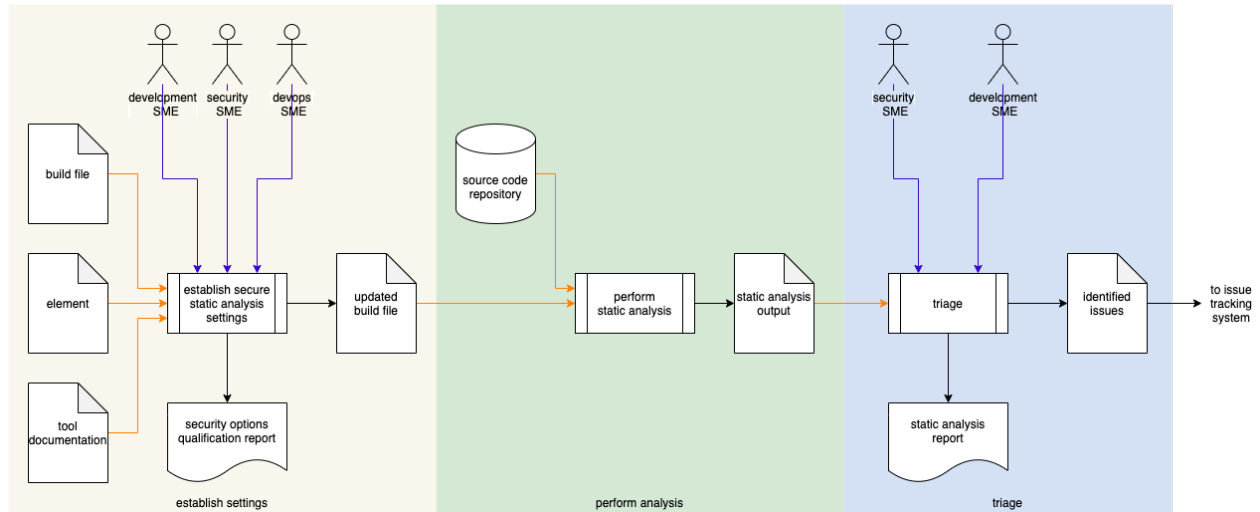 development
SME
security
SME
devops
SME
build file
element
tool
documentation
establish secure
static analysis
settings
updated
build file
security options
qualification report
establish settings
source code
repository
perform
static analysis
static analysis
output
perform analysis
security
SME
development
SME
triage
identified
issues
to issue
tracking
system
static analysis
report
triage